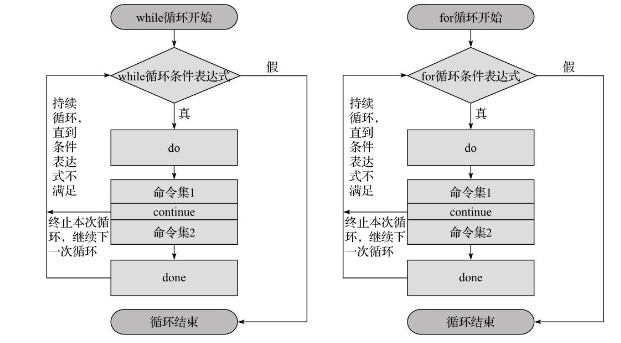 while循环开始
while循环条件表达式
假
真
持续
循环，
直到
条件
表达
式不
满足
do
命令集1
continue
命令集2
终止本次循
环，继续下
一次循环
done
循环结束
for循环开始
for循环条件表达式
假
真
持续
循环，
直到
条件
表达
式不
满足
do
命令集1
continue
命令集2
终止本次循
环，继续下
一次循环
done
循环结束